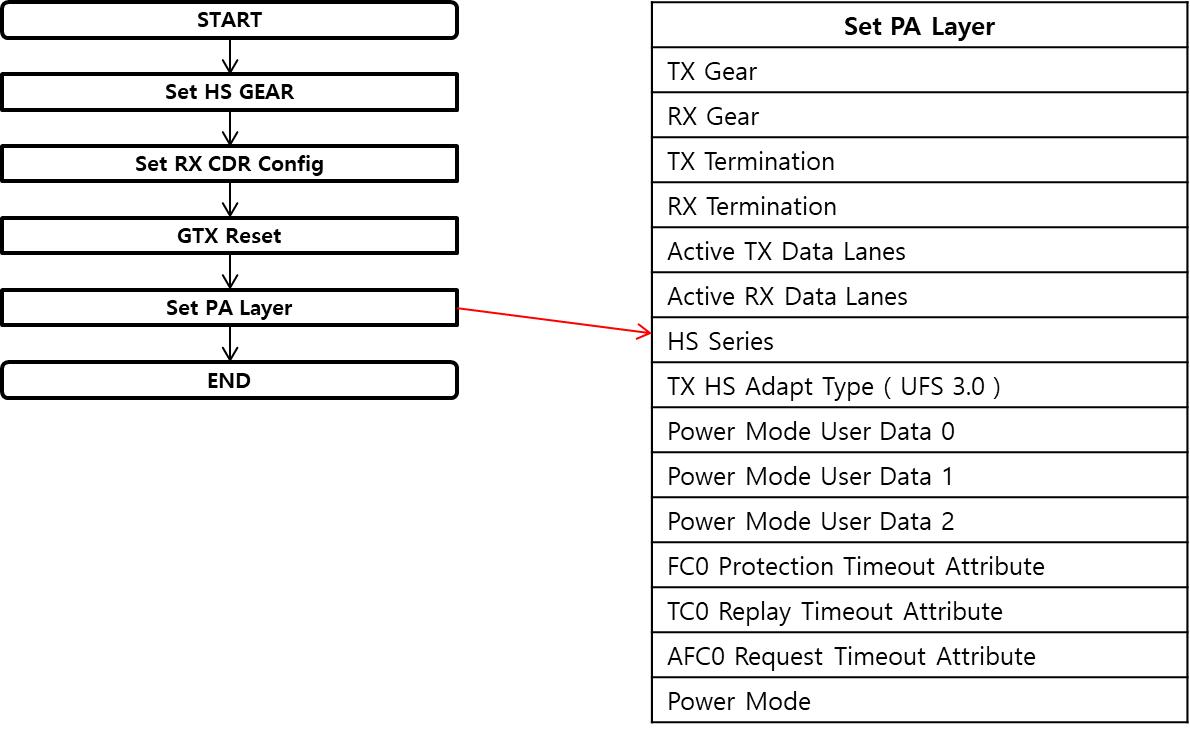 START
Set HS GEAR
Set RX CDR Config
GTX Reset
Set PA Layer
END
Set PA Layer
TX Gear
RX Gear
TX Termination
RX Termination
Active TX Data Lanes
Active RX Data Lanes
HS Series
TX HS Adapt Type ( UFS 3.0 )
Power Mode User Data 0
Power Mode User Data 1
Power Mode User Data 2
FC0 Protection Timeout Attribute
TC0 Replay Timeout Attribute
AFC0 Request Timeout Attribute
Power Mode